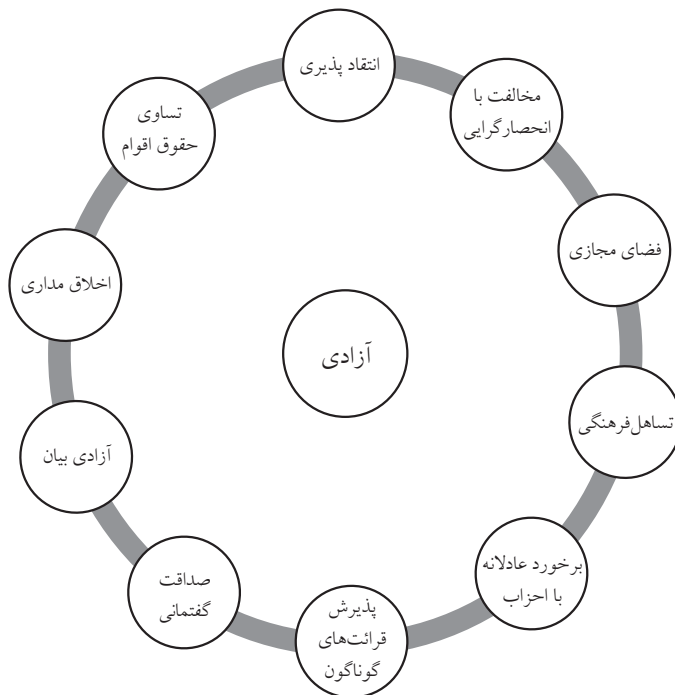 انتقاد پذیری
مخالفت با
انحصارگرایی
فضای مجازی
تساهل‌فرهنگی
برخورد عادلانه
با احزاب
پذیرش
قرائت‌های
گوناگون
صداقت
گفتمانی
آزادی بیان
اخلاق مداری
تساوی
حقوق اقوام
آزادی